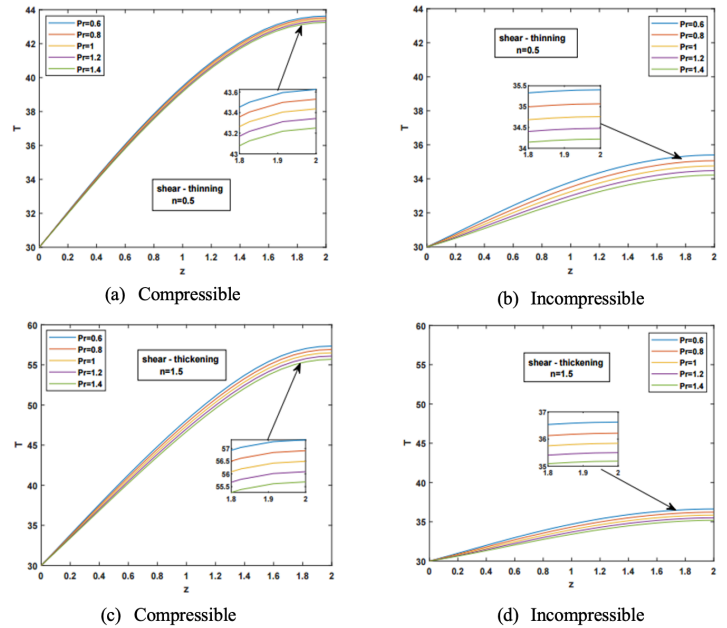 44
42
40
38
36
34
32
30
T
Pr=0.6
Pr=0.8
Pr=1
Pr=1.2
Pr=1.4
43.6
43.4
43.2
43
1.8 1.9 2
shear - thinning
n=0.5
0 0.2 0.4 0.6 0.8 1 1.2 1.4 1.6 1.8 2
z
(a) Compressible
44
42
40
38
36
34
32
30
T
shear - thinning
n=0.5
Pr=0.6
Pr=0.8
Pr=1
Pr=1.2
Pr=1.4
35.5
35
34.5
34
1.8 1.9 2
0 0.2 0.4 0.6 0.8 1 1.2 1.4 1.6 1.8 2
z
(b) Incompressible
60
55
50
45
40
35
30
T
Pr=0.6
Pr=0.8
Pr=1
Pr=1.2
Pr=1.4
shear - thickening
n=1.5
57
56.5
56
55.5
1.8 1.9 2
0 0.2 0.4 0.6 0.8 1 1.2 1.4 1.6 1.8 2
z
(c) Compressible
60
55
50
45
40
35
30
T
shear - thickening
n=1.5
Pr=0.6
Pr=0.8
Pr=1
Pr=1.2
Pr=1.4
37
36
35
1.8 1.9 2
0 0.2 0.4 0.6 0.8 1 1.2 1.4 1.6 1.8 2
z
(d) Incompressible